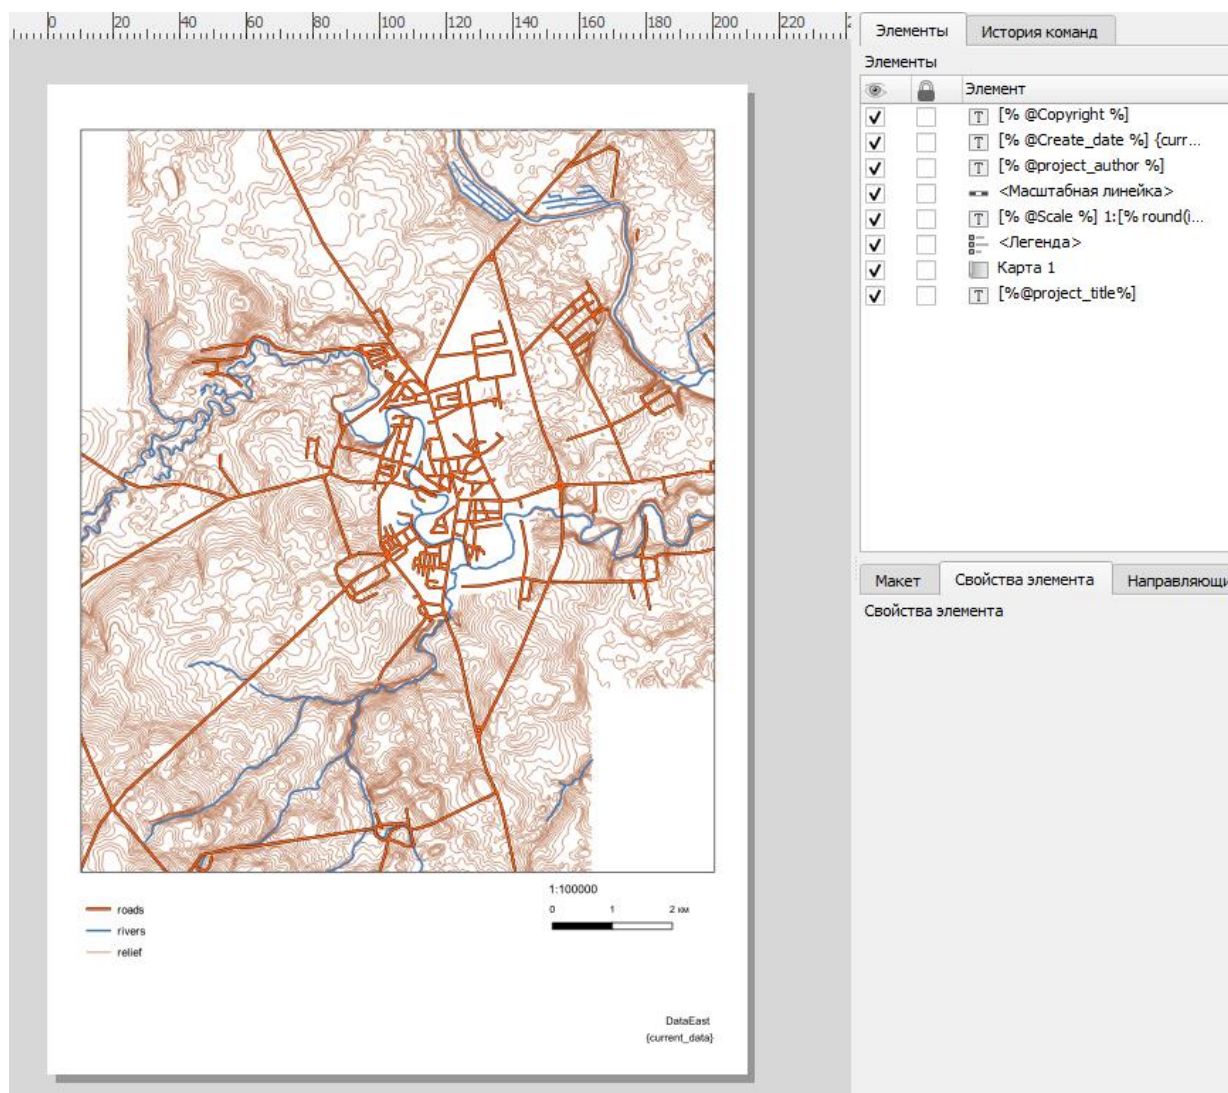 0 20 40 60 80 100 120 140 160 180 200 220
Элементы История команд
Элементы
Элемент
[% @Copyright %]
[% @Create_date %] {curr...
[% @project_author %]
<Масштабная линейка>
[% @Scale %] 1:[% round(i...
<Легенда>
Карта 1
[%@project_title%]
Макет Свойства элемента Направляющи
Свойства элемента
1:100000
0 1 2 км
roads
rivers
relief
DataEast
{current_data}